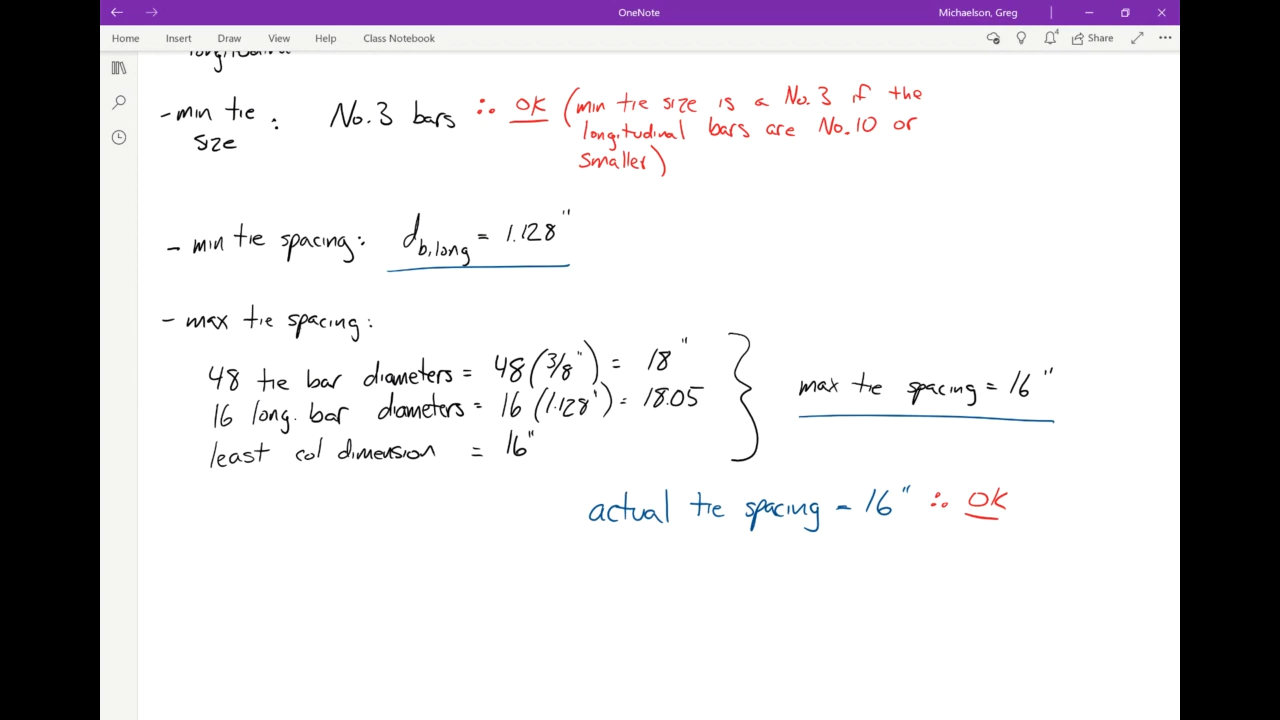 OneNote
Michaelson, Greg
Home Insert Draw View Help Class Notebook
4 Share
longitudinal
- min tie size : No. 3 bars ∴ OK (min tie size is a No. 3 if the
longitudinal bars are No. 10 or
smaller)
- min tie spacing: d b,long = 1.128"
- max tie spacing:
48 tie bar diameters = 48 (3/8") = 18"
16 long. bar diameters = 16 (1.128") = 18.05
least col dimension = 16"
max tie spacing = 16"
actual tie spacing = 16" ∴ OK